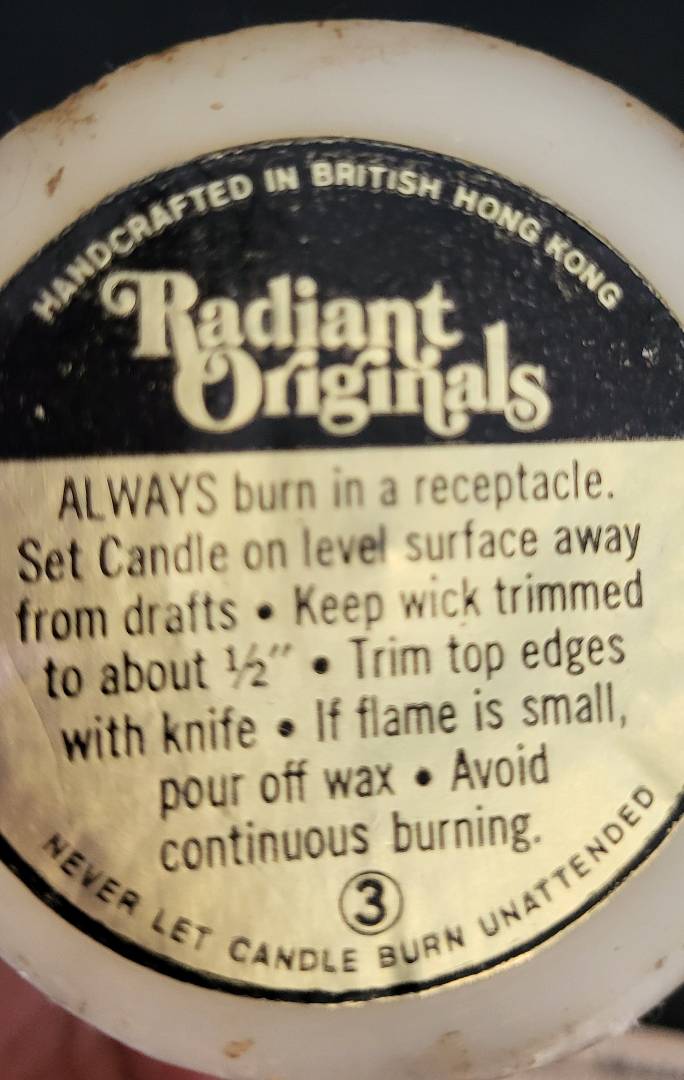 HANDCRAFTED IN BRITISH HONG KONG
Radiant
Originals
ALWAYS burn in a receptacle.
Set Candle on level surface away
from drafts • Keep wick trimmed
to about ½″ • Trim top edges
with knife • If flame is small,
pour off wax • Avoid
continuous burning.
3
NEVER LET CANDLE BURN UNATTENDED